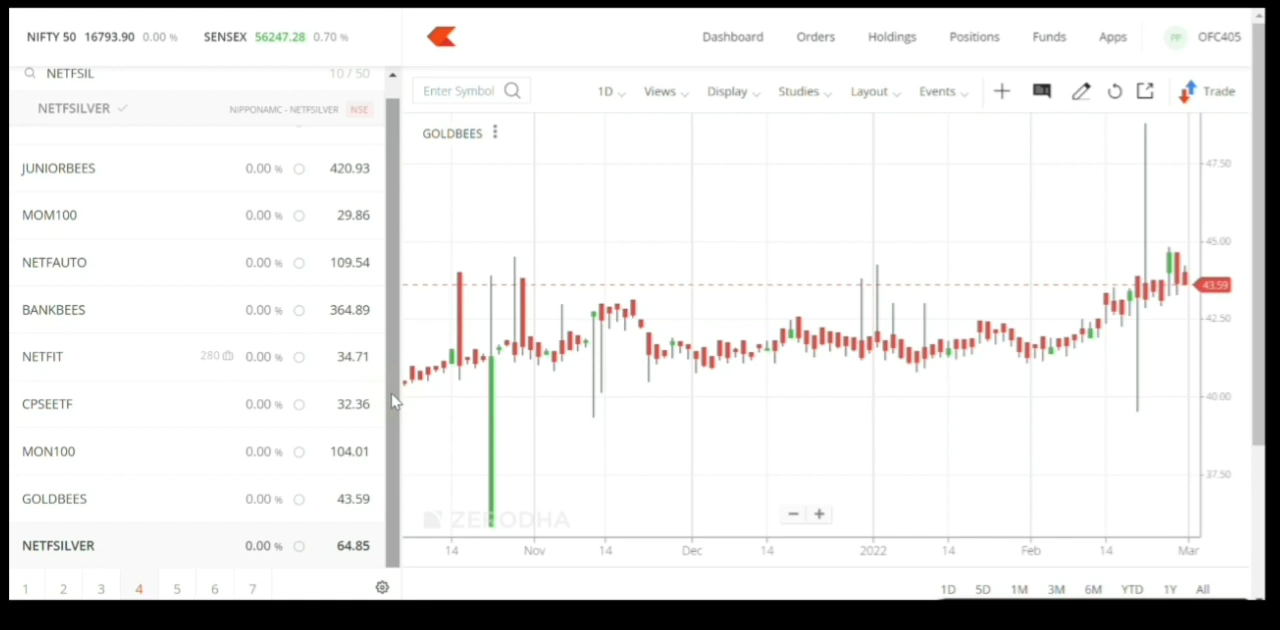 NIFTY 50 16793.90 0.00 % SENSEX 56247.28 0.70 %
Dashboard Orders Holdings Positions Funds Apps PP OFC405
NETFSIL 10 / 50
NETFSILVER NIPPONAMC - NETFSILVER NSE
Enter Symbol 1D Views Display Studies Layout Events Trade
GOLDBEES
JUNIORBEES 0.00 % 420.93
MOM100 0.00 % 29.86
NETFAUTO 0.00 % 109.54
BANKBEES 0.00 % 364.89
NETFIT 280 0.00 % 34.71
CPSEETF 0.00 % 32.36
MON100 0.00 % 104.01
GOLDBEES 0.00 % 43.59
NETFSILVER 0.00 % 64.85
1 2 3 4 5 6 7
47.50
45.00
43.59
42.50
40.00
37.50
ZERODHA
14 Nov 14 Dec 14 2022 14 Feb 14 Mar
1D 5D 1M 3M 6M YTD 1Y All